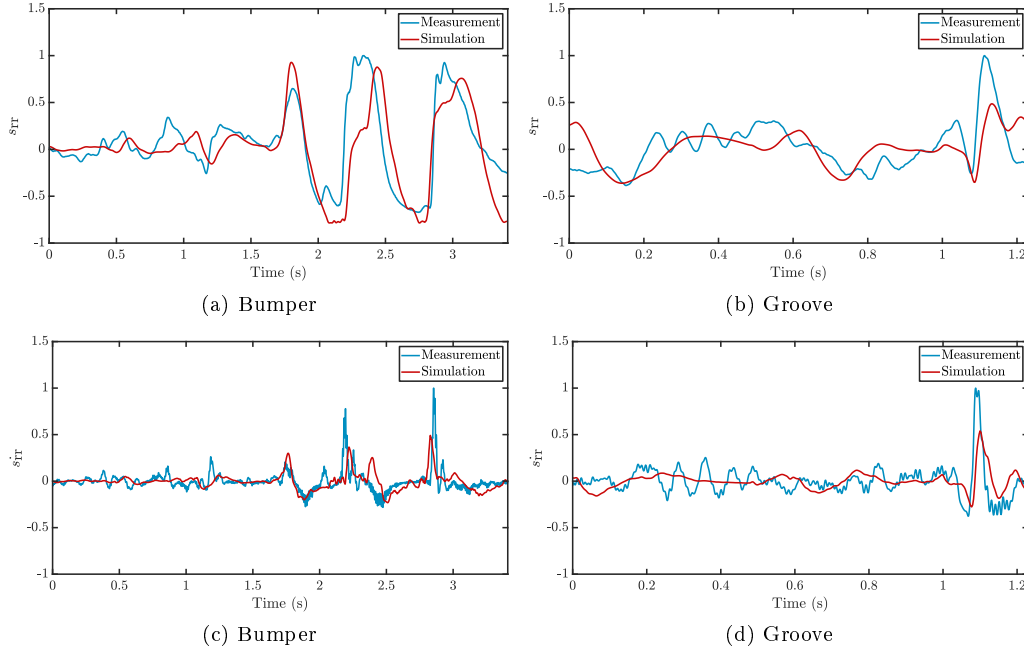 1.5
Measurement
Simulation
1
0.5
0
-0.5
-1
s_rr
0 0.5 1 1.5 2 2.5 3
Time (s)
(a) Bumper
1.5
Measurement
Simulation
1
0.5
0
-0.5
-1
s_rr
0 0.2 0.4 0.6 0.8 1 1.2
Time (s)
(b) Groove
1.5
Measurement
Simulation
1
0.5
0
-0.5
-1
ṡ_rr
0 0.5 1 1.5 2 2.5 3
Time (s)
(c) Bumper
1.5
Measurement
Simulation
1
0.5
0
-0.5
-1
ṡ_rr
0 0.2 0.4 0.6 0.8 1 1.2
Time (s)
(d) Groove